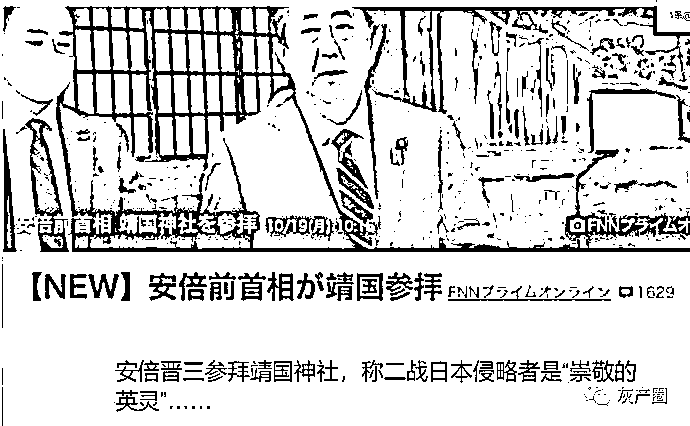 安倍前首相 靖国神社を参拝 10/19(月)10:15
FNNプライムオ
【NEW】安倍前首相が靖国参拝 FNNプライムオンライン 1629
安倍晋三参拜靖国神社，称二战日本侵略者是“崇敬的
英灵”……
灰产圈